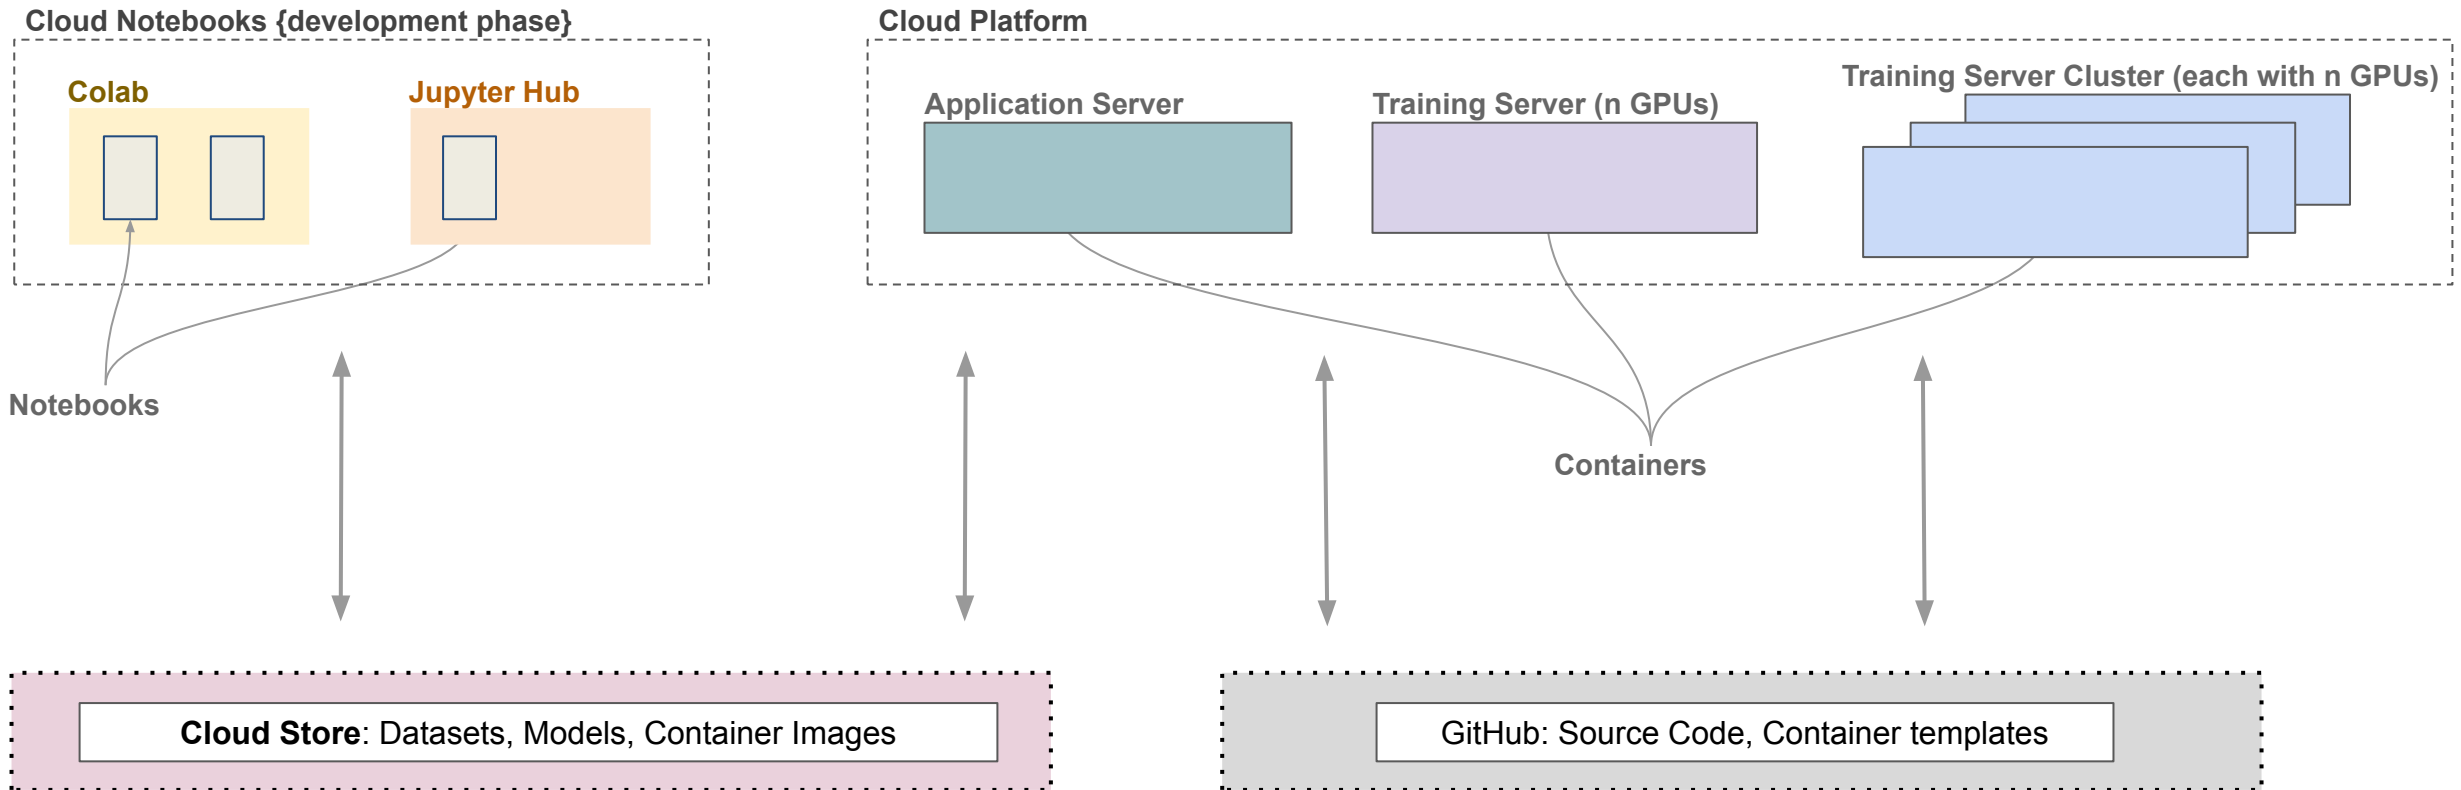 Cloud Notebooks {development phase}
Cloud Platform
Colab
Jupyter Hub
Application Server
Training Server (n GPUs)
Training Server Cluster (each with n GPUs)
Notebooks
Containers
Cloud Store: Datasets, Models, Container Images
GitHub: Source Code, Container templates